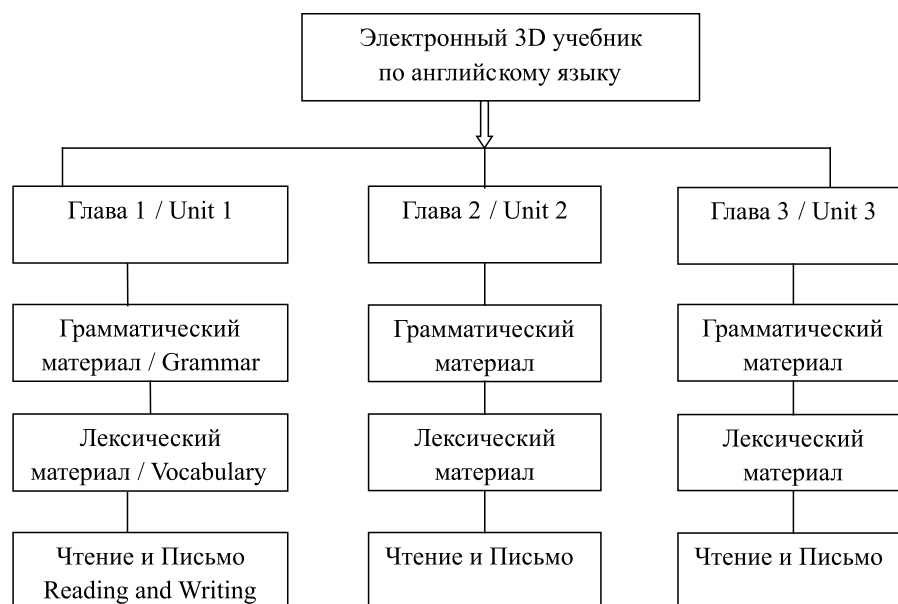 Электронный 3D учебник
по английскому языку
Глава 1 / Unit 1
Глава 2 / Unit 2
Глава 3 / Unit 3
Грамматический
материал / Grammar
Грамматический
материал
Грамматический
материал
Лексический
материал / Vocabulary
Лексический
материал
Лексический
материал
Чтение и Письмо
Reading and Writing
Чтение и Письмо
Чтение и Письмо